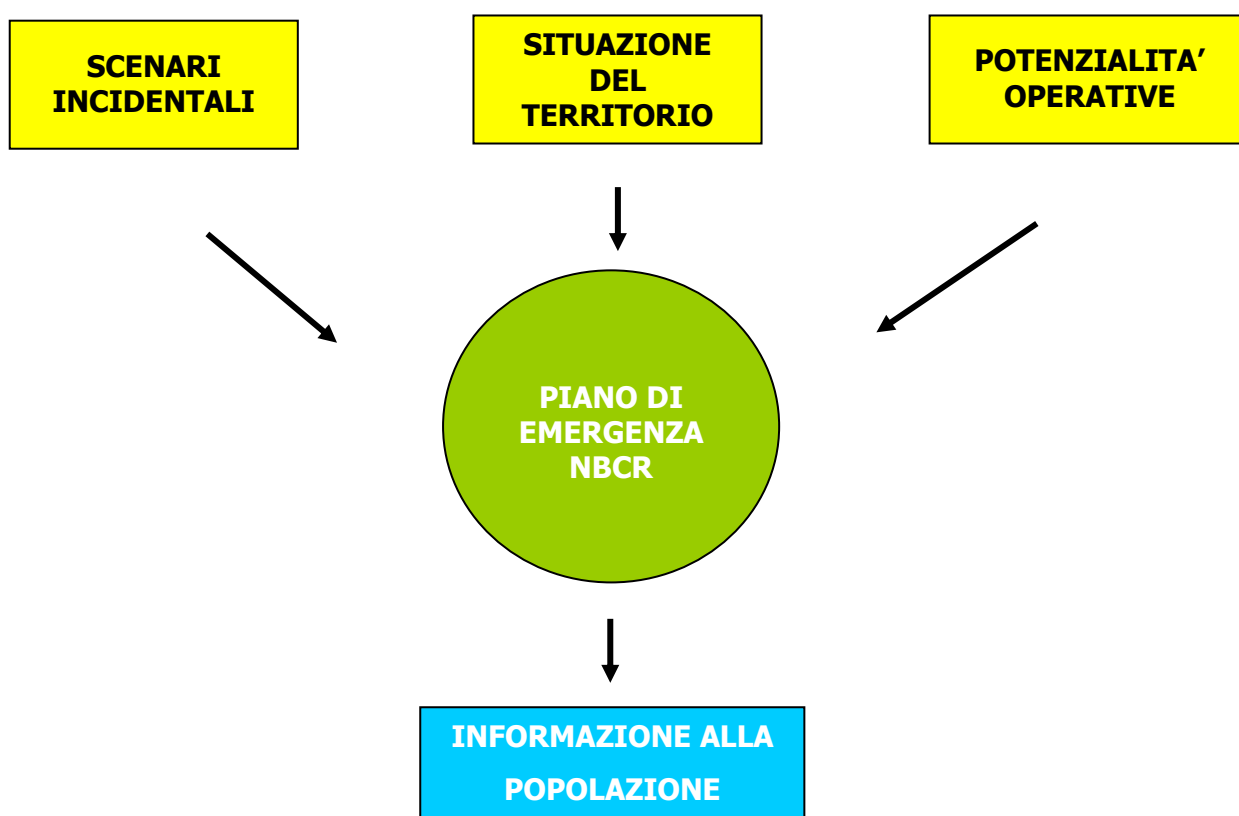 SCENARI
INCIDENTALI
SITUAZIONE
DEL
TERRITORIO
POTENZIALITA’
OPERATIVE
PIANO DI
EMERGENZA
NBCR
INFORMAZIONE ALLA
POPOLAZIONE